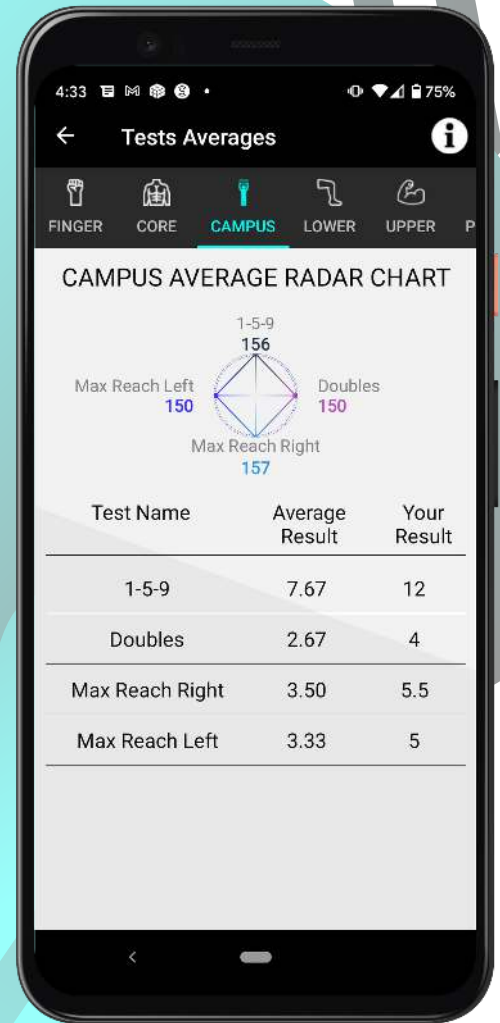 4:33
75%
Tests Averages
i
FINGER CORE CAMPUS LOWER UPPER P
CAMPUS AVERAGE RADAR CHART
1-5-9
156
Max Reach Left
150
Doubles
150
Max Reach Right
157
Test Name Average Result Your Result
1-5-9 7.67 12
Doubles 2.67 4
Max Reach Right 3.50 5.5
Max Reach Left 3.33 5